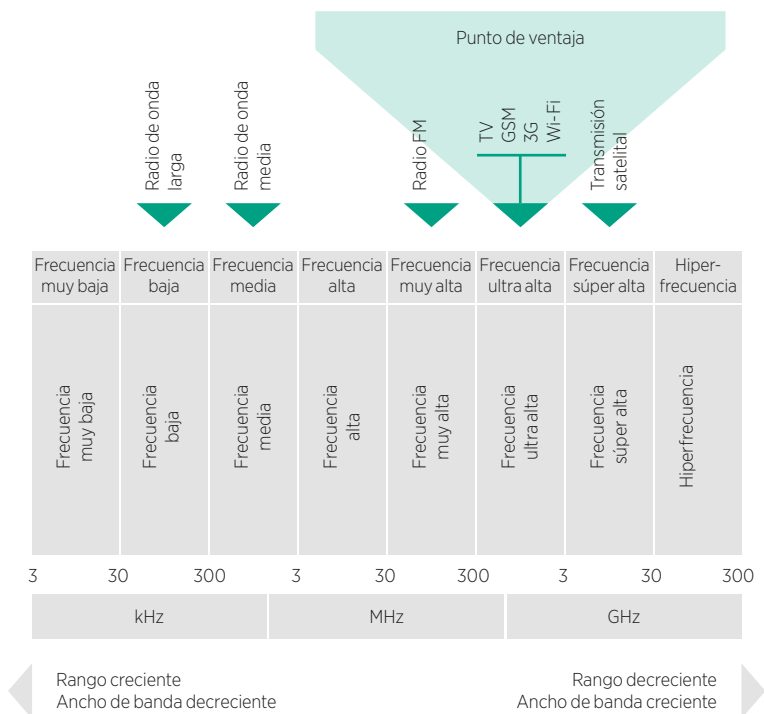 Punto de ventaja
Radio de onda
larga
Radio de onda
media
Radio FM
TV
GSM
3G
Wi-Fi
Transmisión
satelital
Frecuencia
muy baja
Frecuencia
baja
Frecuencia
media
Frecuencia
alta
Frecuencia
muy alta
Frecuencia
ultra alta
Frecuencia
súper alta
Hiper-
frecuencia
Frecuencia
muy baja
Frecuencia
baja
Frecuencia
media
Frecuencia
alta
Frecuencia
muy alta
Frecuencia
ultra alta
Frecuencia
súper alta
Hiperfrecuencia
3 30 300 3 30 300 3 30 300
kHz MHz GHz
Rango creciente
Ancho de banda decreciente
Rango decreciente
Ancho de banda creciente